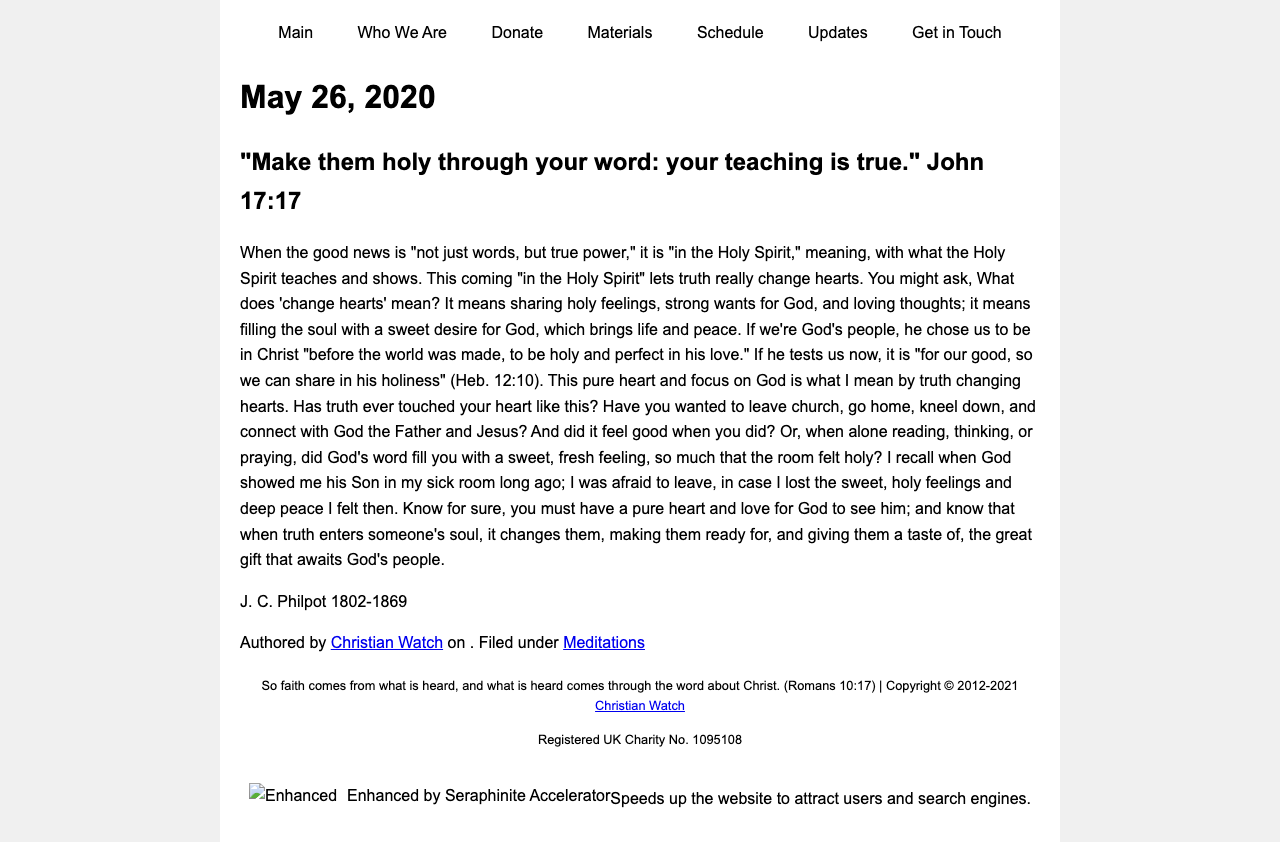 Main Who We Are Donate Materials Schedule Updates Get in Touch
May 26, 2020
"Make them holy through your word: your teaching is true." John
17:17
When the good news is "not just words, but true power," it is "in the Holy Spirit," meaning, with what the Holy
Spirit teaches and shows. This coming "in the Holy Spirit" lets truth really change hearts. You might ask, What
does 'change hearts' mean? It means sharing holy feelings, strong wants for God, and loving thoughts; it means
filling the soul with a sweet desire for God, which brings life and peace. If we're God's people, he chose us to be
in Christ "before the world was made, to be holy and perfect in his love." If he tests us now, it is "for our good, so
we can share in his holiness" (Heb. 12:10). This pure heart and focus on God is what I mean by truth changing
hearts. Has truth ever touched your heart like this? Have you wanted to leave church, go home, kneel down, and
connect with God the Father and Jesus? And did it feel good when you did? Or, when alone reading, thinking, or
praying, did God's word fill you with a sweet, fresh feeling, so much that the room felt holy? I recall when God
showed me his Son in my sick room long ago; I was afraid to leave, in case I lost the sweet, holy feelings and
deep peace I felt then. Know for sure, you must have a pure heart and love for God to see him; and know that
when truth enters someone's soul, it changes them, making them ready for, and giving them a taste of, the great
gift that awaits God's people.
J. C. Philpot 1802-1869
Authored by Christian Watch on . Filed under Meditations
So faith comes from what is heard, and what is heard comes through the word about Christ. (Romans 10:17) | Copyright © 2012-2021
Christian Watch
Registered UK Charity No. 1095108
Enhanced Enhanced by Seraphinite Accelerator Speeds up the website to attract users and search engines.